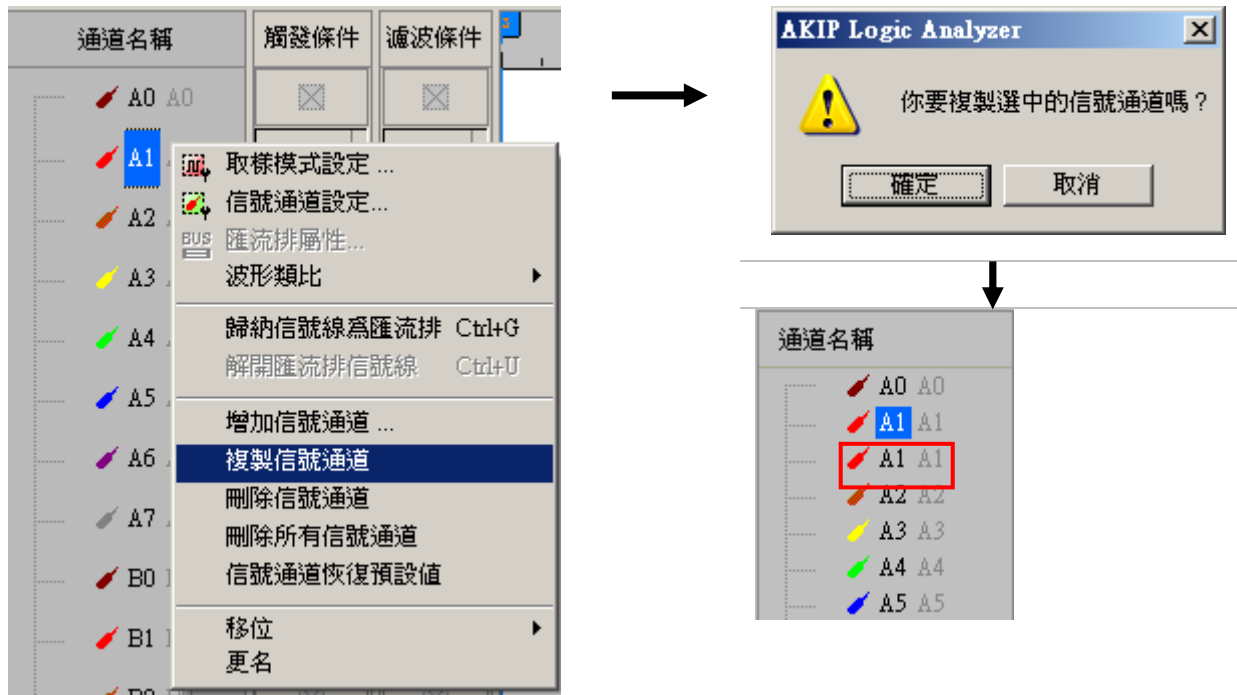 通道名稱
觸發條件
濾波條件
A0 A0
A1
A2
A3
A4
A5
A6
A7
B0
B1
取樣模式設定 ...
信號通道設定...
BUS 匯流排屬性...
波形類比
歸納信號線爲匯流排 Ctrl+G
解開匯流排信號線 Ctrl+U
增加信號通道 ...
複製信號通道
刪除信號通道
刪除所有信號通道
信號通道恢復預設值
移位
更名
AKIP Logic Analyzer
你要複製選中的信號通道嗎？
確定
取消
通道名稱
A0 A0
A1 A1
A1 A1
A2 A2
A3 A3
A4 A4
A5 A5